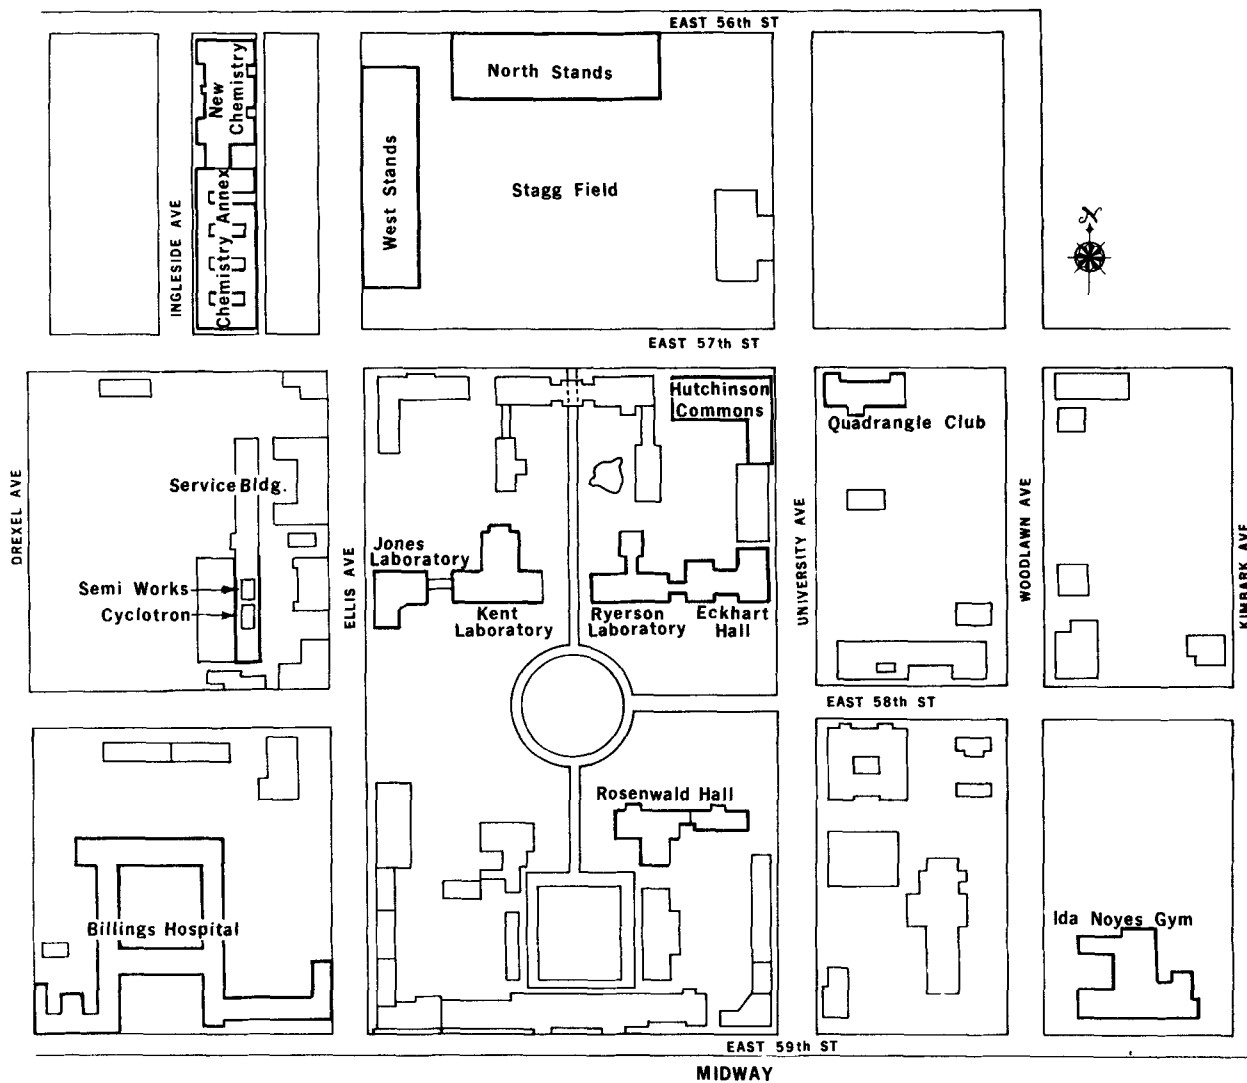 EAST 56th ST
North Stands
New
Chemistry
West Stands
Stagg Field
Chemistry Annex
INGLESIDE AVE
N
EAST 57th ST
Hutchinson
Commons
Quadrangle Club
DREXEL AVE
Service Bldg.
ELLIS AVE
UNIVERSITY AVE
WOODLAWN AVE
KIMBARK AVE
Jones
Laboratory
Semi Works
Cyclotron
Kent
Laboratory
Ryerson
Laboratory
Eckhart
Hall
EAST 58th ST
Rosenwald Hall
Billings Hospital
Ida Noyes Gym
EAST 59th ST
MIDWAY